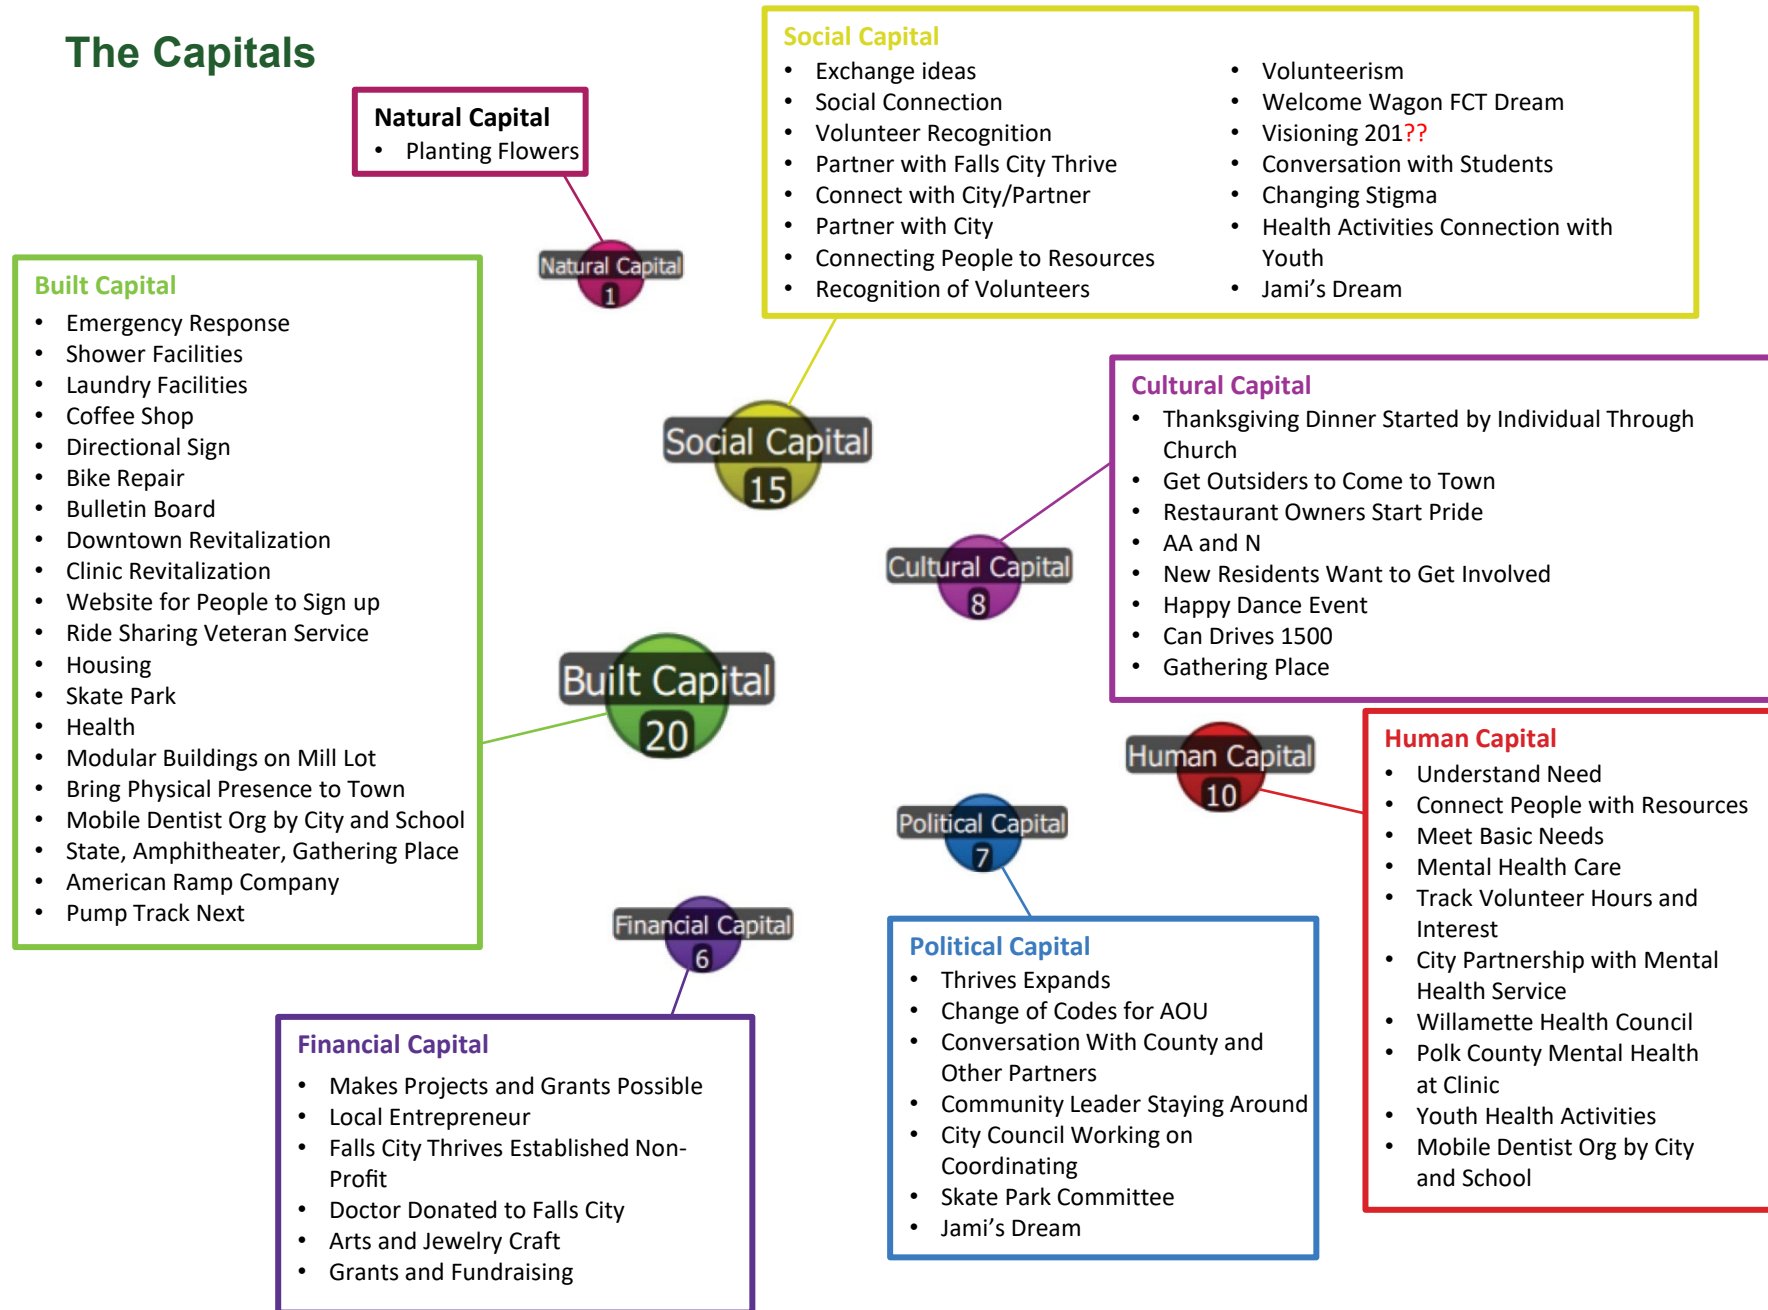 The Capitals
Natural Capital
• Planting Flowers
Social Capital
• Exchange ideas
• Social Connection
• Volunteer Recognition
• Partner with Falls City Thrive
• Connect with City/Partner
• Partner with City
• Connecting People to Resources
• Recognition of Volunteers
• Volunteerism
• Welcome Wagon FCT Dream
• Visioning 201??
• Conversation with Students
• Changing Stigma
• Health Activities Connection with
Youth
• Jami’s Dream
Natural Capital
1
Built Capital
• Emergency Response
• Shower Facilities
• Laundry Facilities
• Coffee Shop
• Directional Sign
• Bike Repair
• Bulletin Board
• Downtown Revitalization
• Clinic Revitalization
• Website for People to Sign up
• Ride Sharing Veteran Service
• Housing
• Skate Park
• Health
• Modular Buildings on Mill Lot
• Bring Physical Presence to Town
• Mobile Dentist Org by City and School
• State, Amphitheater, Gathering Place
• American Ramp Company
• Pump Track Next
Social Capital
15
Cultural Capital
• Thanksgiving Dinner Started by Individual Through
Church
• Get Outsiders to Come to Town
• Restaurant Owners Start Pride
• AA and N
• New Residents Want to Get Involved
• Happy Dance Event
• Can Drives 1500
• Gathering Place
Cultural Capital
8
Built Capital
20
Human Capital
10
Human Capital
• Understand Need
• Connect People with Resources
• Meet Basic Needs
• Mental Health Care
• Track Volunteer Hours and
Interest
• City Partnership with Mental
Health Service
• Willamette Health Council
• Polk County Mental Health
at Clinic
• Youth Health Activities
• Mobile Dentist Org by City
and School
Political Capital
7
Financial Capital
6
Political Capital
• Thrives Expands
• Change of Codes for AOU
• Conversation With County and
Other Partners
• Community Leader Staying Around
• City Council Working on
Coordinating
• Skate Park Committee
• Jami’s Dream
Financial Capital
• Makes Projects and Grants Possible
• Local Entrepreneur
• Falls City Thrives Established Non-
Profit
• Doctor Donated to Falls City
• Arts and Jewelry Craft
• Grants and Fundraising